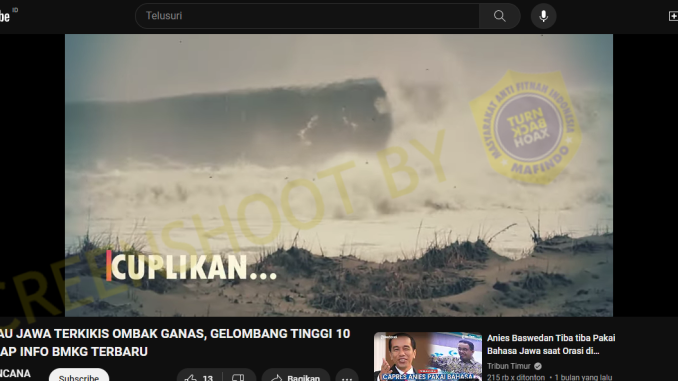 be ID
Telusuri
MASYARAKAT ANTI FITNAH INDONESIA
TURN
BACK
HOAX
MAFINDO
SCREENSHOOT BY
CUPLIKAN...
AU JAWA TERKIKIS OMBAK GANAS, GELOMBANG TINGGI 10
AP INFO BMKG TERBARU
NCANA
Subscribe
13
Bagikan
Anies Baswedan Tiba tiba Pakai
Bahasa Jawa saat Orasi di...
Tribun Timur
215 rb x ditonton • 1 bulan yang lalu
CAPRES ANIES PAKAI BAHASA